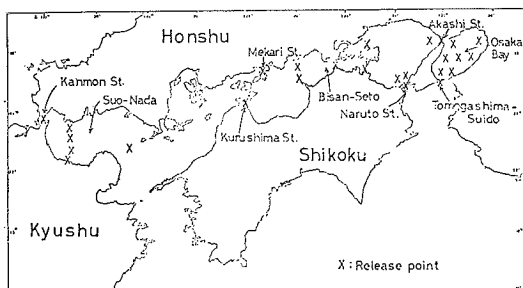 Honshu
Akashi St.
Mekari St.
Osaka
Bay
Kanmon St.
Suo-Nada
Bisan-Seto
Naruto St.
Tomogashima
Suido
Kurushima St.
Shikoku
Kyushu
X : Release point